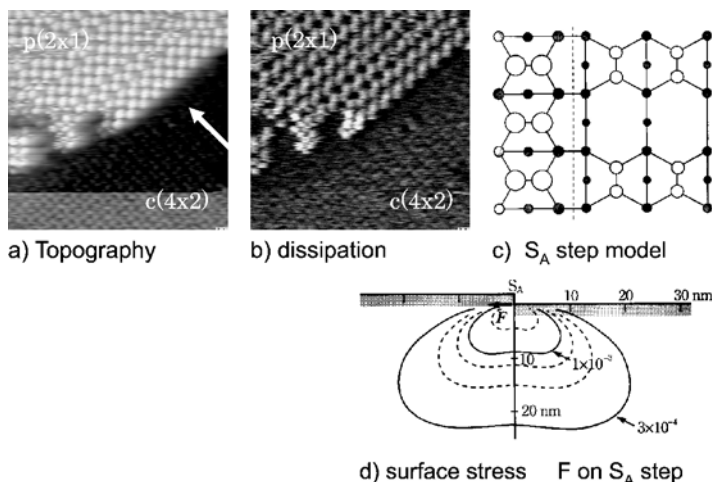 p(2x1)
c(4x2)
p(2x1)
c(4x2)
a) Topography
b) dissipation
c) S_A step model
S_A
10
20
30 nm
F
10
1×10⁻³
20 nm
3×10⁻⁴
d) surface stress F on S_A step